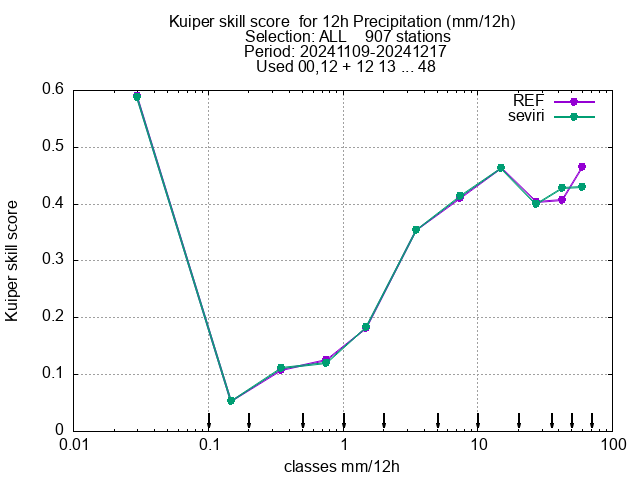 Kuiper skill score  for 12h Precipitation (mm/12h)
Selection: ALL    907 stations
Period: 20241109-20241217
Used 00,12 + 12 13 ... 48
REF
seviri
Kuiper skill score
0.6
0.5
0.4
0.3
0.2
0.1
0
0.01 0.1 1 10 100
classes mm/12h